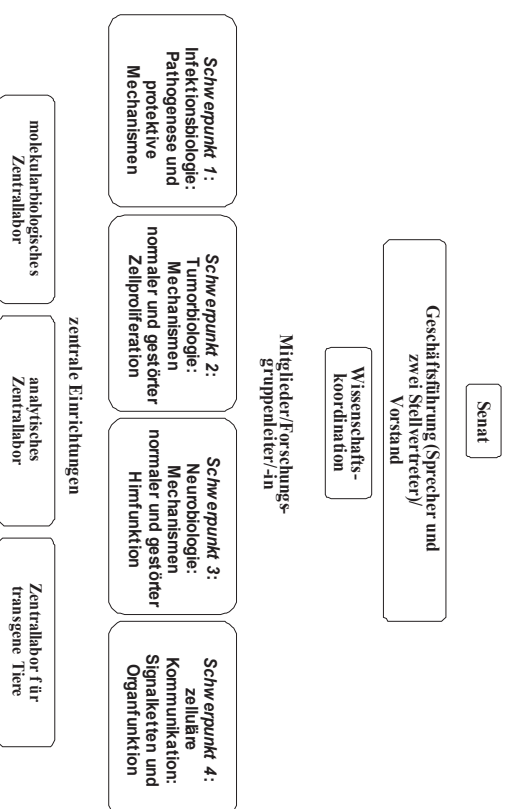 Senat
Geschäftsführung (Sprecher und
zwei Stellvertreter)/
Vorstand
Wissenschafts-
koordination
Mitglieder/Forschungs-
gruppenleiter/-in
Schwerpunkt 1:
Infektionsbiologie:
Pathogenese und
protektive
Mechanismen
Schwerpunkt 2:
Tumorbiologie:
Mechanismen
normaler und gestörter
Zellproliferation
Schwerpunkt 3:
Neurobiologie:
Mechanismen
normaler und gestörter
Hirnfunktion
Schwerpunkt 4:
zelluläre
Kommunikation:
Signalketten und
Organfunktion
zentrale Einrichtungen
molekularbiologisches
Zentrallabor
analytisches
Zentrallabor
Zentrallabor für
transgene Tiere